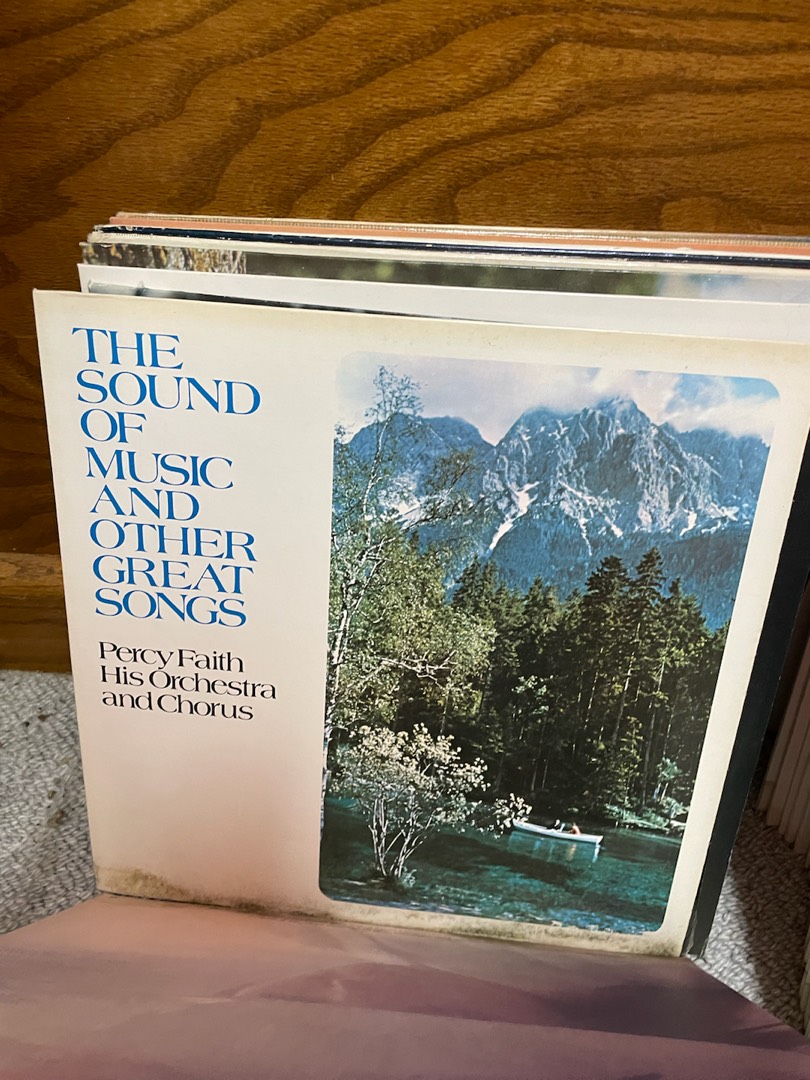 THE
SOUND
OF
MUSIC
AND
OTHER
GREAT
SONGS
Percy Faith
His Orchestra
and Chorus